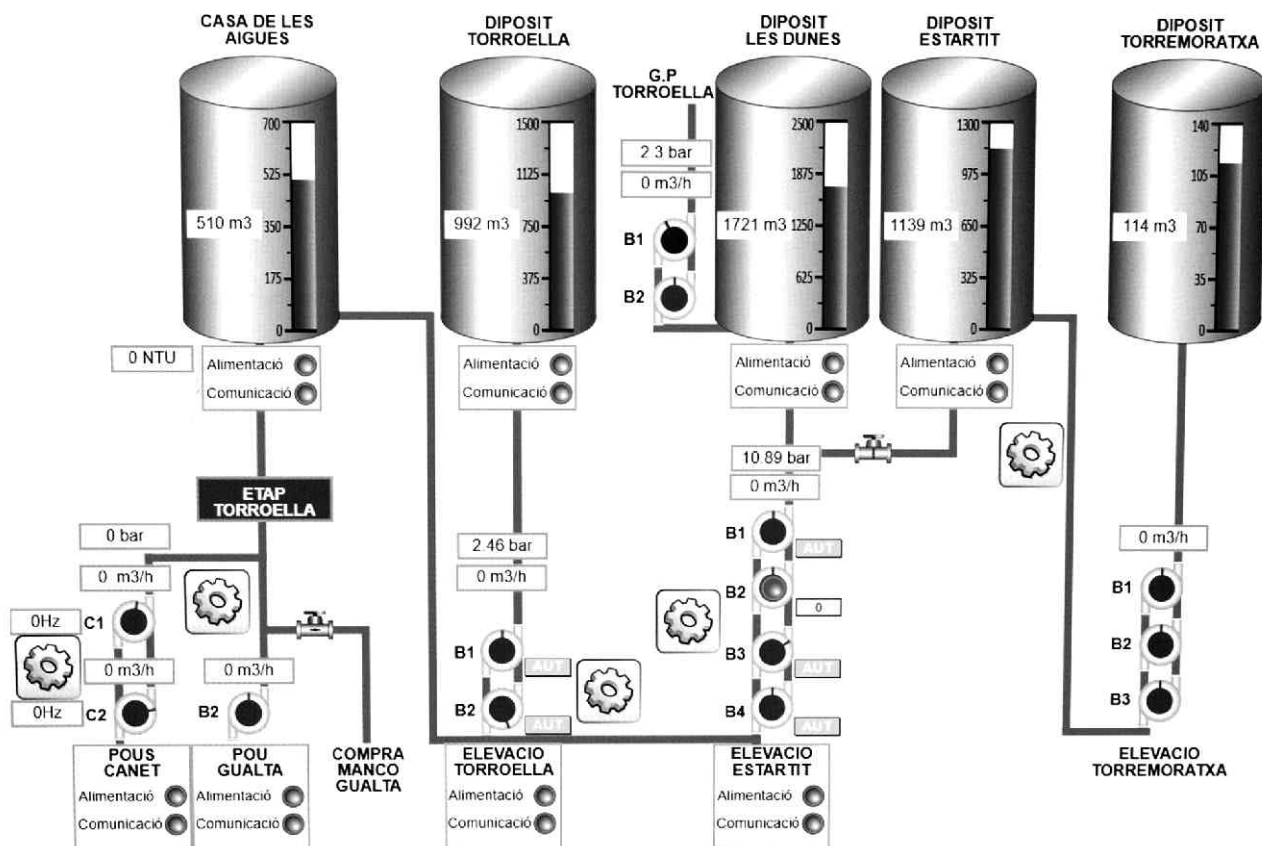 CASA DE LES
AIGUES
DIPOSIT
TORROELLA
DIPOSIT
LES DUNES
DIPOSIT
ESTARTIT
DIPOSIT
TORREMORATXA
G.P
TORROELLA
700
525
350
175
0
510 m3
1500
1125
750
375
0
992 m3
2.3 bar
0 m3/h
B1
B2
2500
1875
1250
625
0
1721 m3
1300
975
650
325
0
1139 m3
140
105
70
35
0
114 m3
0 NTU
Alimentació
Comunicació
Alimentació
Comunicació
Alimentació
Comunicació
Alimentació
Comunicació
ETAP
TORROELLA
0 bar
0 m3/h
0Hz
C1
0 m3/h
0Hz
C2
0 m3/h
B2
2.46 bar
0 m3/h
B1
AUT
B2
AUT
10.89 bar
0 m3/h
B1
AUT
B2
0
B3
AUT
B4
AUT
0 m3/h
B1
B2
B3
POUS
CANET
Alimentació
Comunicació
POU
GUALTA
Alimentació
Comunicació
COMPRA
MANCO
GUALTA
ELEVACIO
TORROELLA
Alimentació
Comunicació
ELEVACIO
ESTARTIT
Alimentació
Comunicació
ELEVACIO
TORREMORATXA